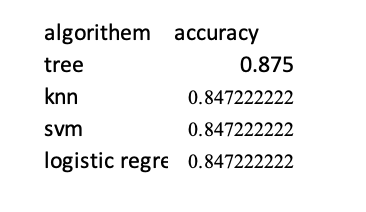 algorithem accuracy
tree 0.875
knn 0.847222222
svm 0.847222222
logistic regre 0.847222222